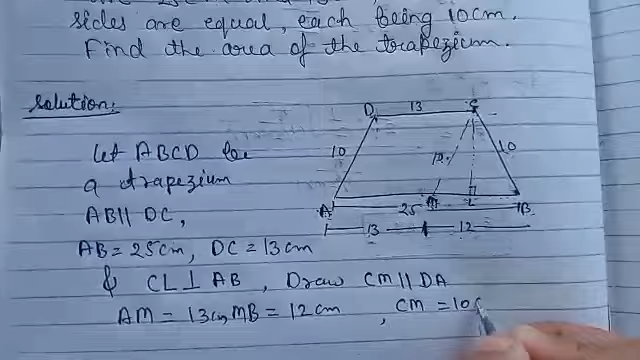 sides are equal, each being 10cm.
Find the area of the trapezium.
Solution:
D 13 C
Let ABCD be
10 10 10
a trapezium
A 25 M L B
AB || DC,
13 12
AB = 25cm, DC = 13cm
& CL ⊥ AB, Draw CM || DA
AM = 13cm, MB = 12cm, CM = 10